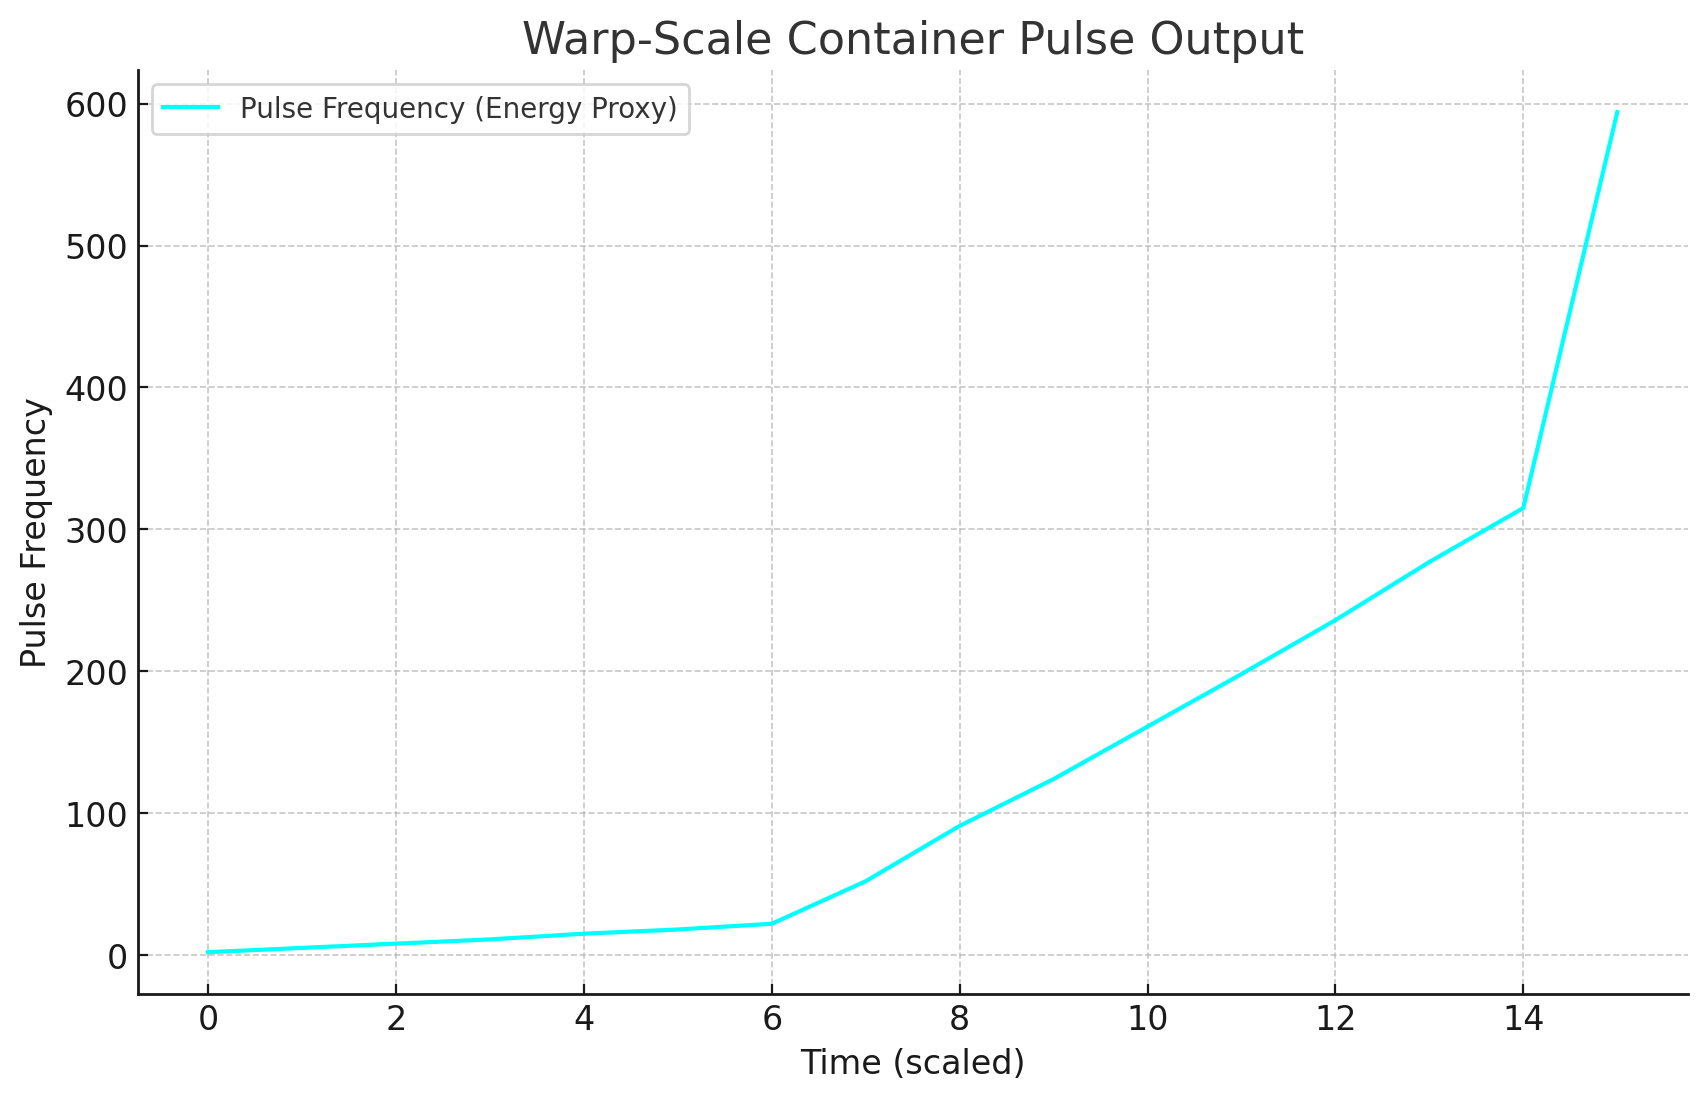 Warp-Scale Container Pulse Output
Pulse Frequency (Energy Proxy)
600
500
400
300
200
100
0
Pulse Frequency
0 2 4 6 8 10 12 14
Time (scaled)